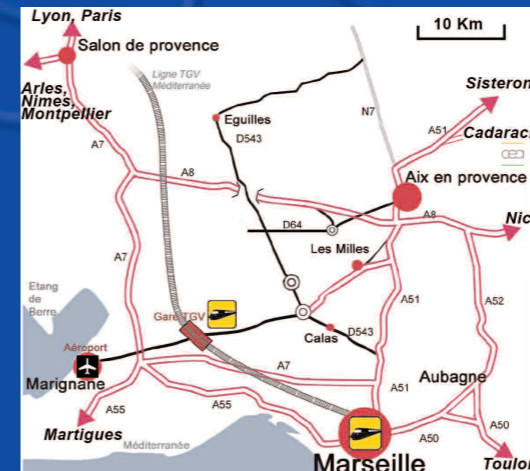 Lyon, Paris
10 Km
Salon de provence
Ligne TGV
Méditerranée
Sisteron
Arles,
Nimes,
Montpellier
Eguilles
N7
A51
Cadarac
cea
D543
A7
A8
Aix en provence
D64
A8
Nic
Les Milles
A7
A51
A52
Etang
de
Berre
Gare TGV
Aéroport
Calas
D543
Marignane
A7
A51
Aubagne
A55
A55
A50
A50
Martigues
Méditerranée
Marseille
Toulo